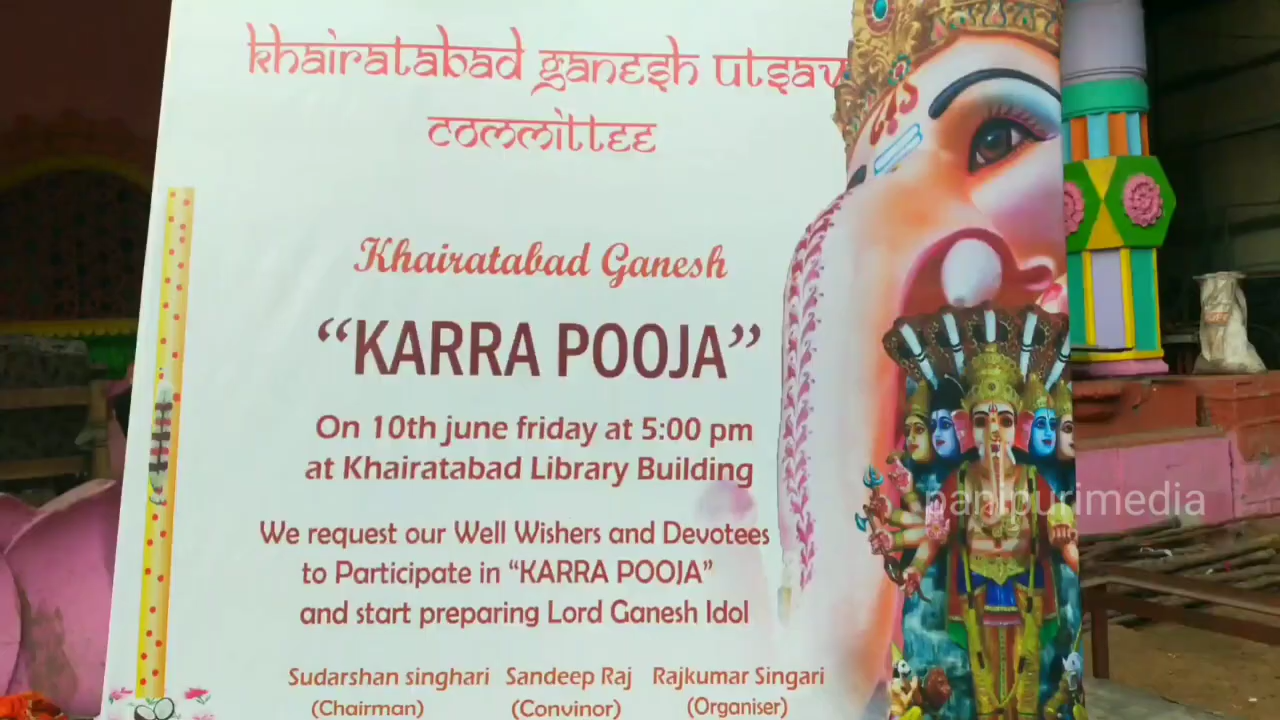 khairatabad ganesh utsav
committee
Khairatabad Ganesh
“KARRA POOJA”
On 10th june friday at 5:00 pm
at Khairatabad Library Building
We request our Well Wishers and Devotees
to Participate in “KARRA POOJA”
and start preparing Lord Ganesh Idol
Sudarshan singhari Sandeep Raj Rajkumar Singari
(Chairman) (Convinor) (Organiser)
panipurimedia